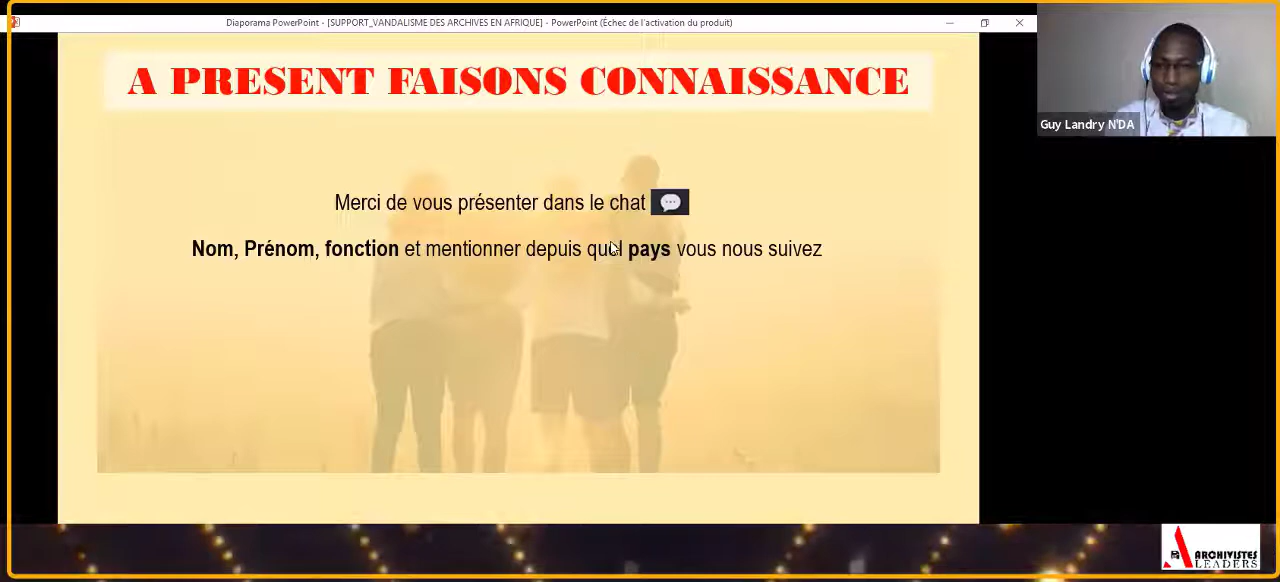 Diaporama PowerPoint - [SUPPORT_VANDALISME DES ARCHIVES EN AFRIQUE] - PowerPoint (Échec de l'activation du produit)
A PRESENT FAISONS CONNAISSANCE
Guy Landry N'DA
Merci de vous présenter dans le chat
Nom, Prénom, fonction et mentionner depuis quel pays vous nous suivez
ARCHIVISTES
LEADERS